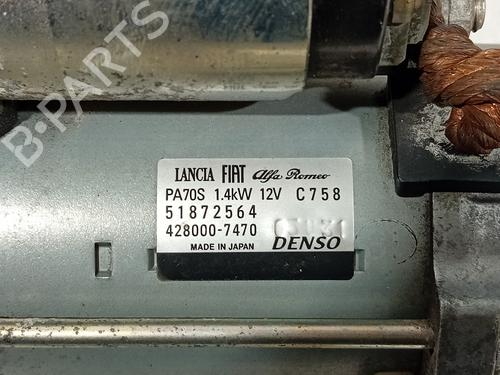 B-PARTS
LANCIA FIAT Alfa Romeo
PA70S 1.4kW 12V C758
51872564
428000-7470
MADE IN JAPAN DENSO